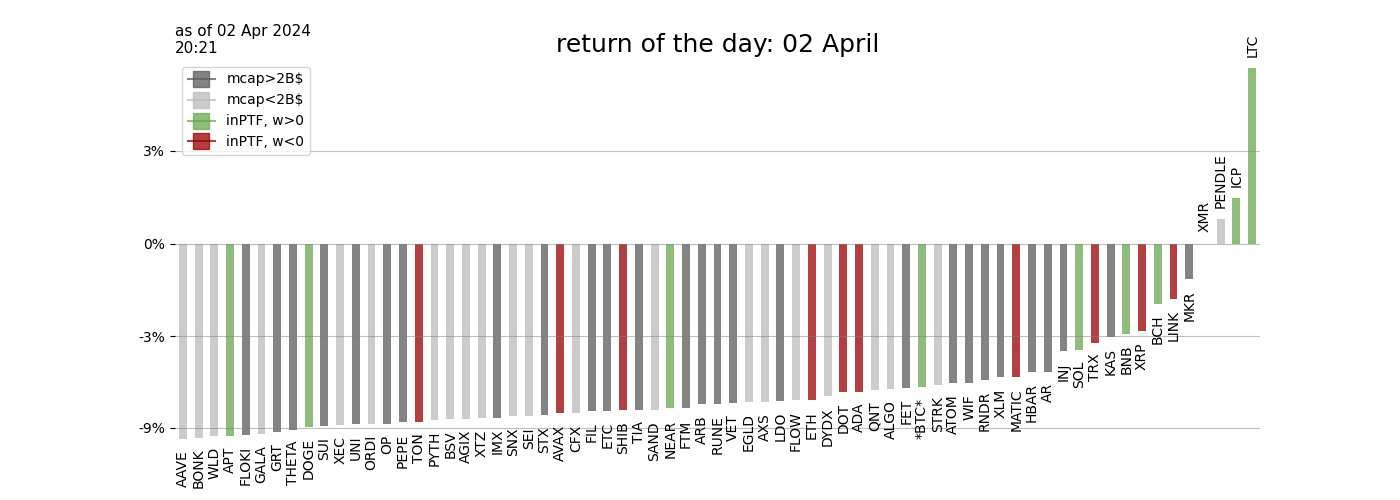 as of 02 Apr 2024
20:21
return of the day: 02 April
mcap>2B$
mcap<2B$
inPTF, w>0
inPTF, w<0
3%
0%
-3%
-9%
AAVE
BONK
WLD
APT
FLOKI
GALA
GRT
THETA
DOGE
SUI
XEC
UNI
ORDI
OP
PEPE
TON
PYTH
BSV
AGIX
XTZ
IMX
SNX
SEI
STX
AVAX
CFX
FIL
ETC
SHIB
TIA
SAND
NEAR
FTM
ARB
RUNE
VET
EGLD
AXS
LDO
FLOW
ETH
DYDX
DOT
ADA
QNT
ALGO
FET
*BTC*
STRK
ATOM
WIF
RNDR
XLM
MATIC
HBAR
AR
INJ
SOL
TRX
KAS
BNB
XRP
BCH
LINK
MKR
XMR
PENDLE
ICP
LTC